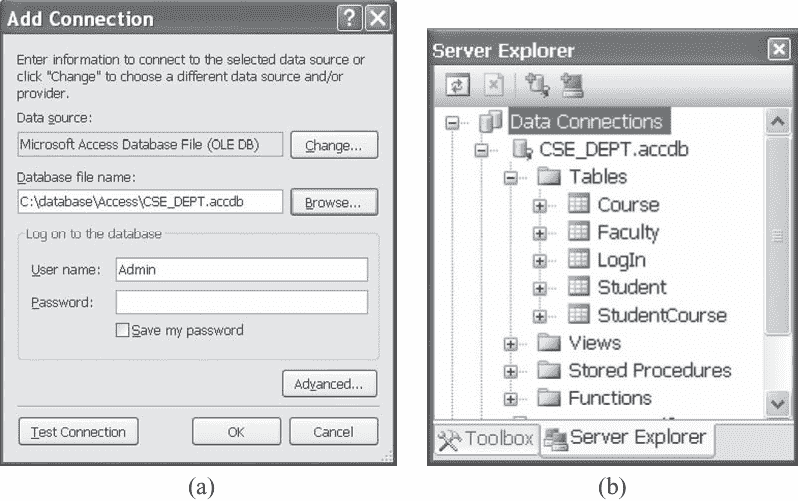 Add Connection
Enter information to connect to the selected data source or
click "Change" to choose a different data source and/or
provider.
Data source:
Microsoft Access Database File (OLE DB)
Change...
Database file name:
C:\database\Access\CSE_DEPT.accdb
Browse...
Log on to the database
User name:
Admin
Password:
Save my password
Advanced...
Test Connection
OK
Cancel
(a)
Server Explorer
Data Connections
CSE_DEPT.accdb
Tables
Course
Faculty
LogIn
Student
StudentCourse
Views
Stored Procedures
Functions
Toolbox
Server Explorer
(b)